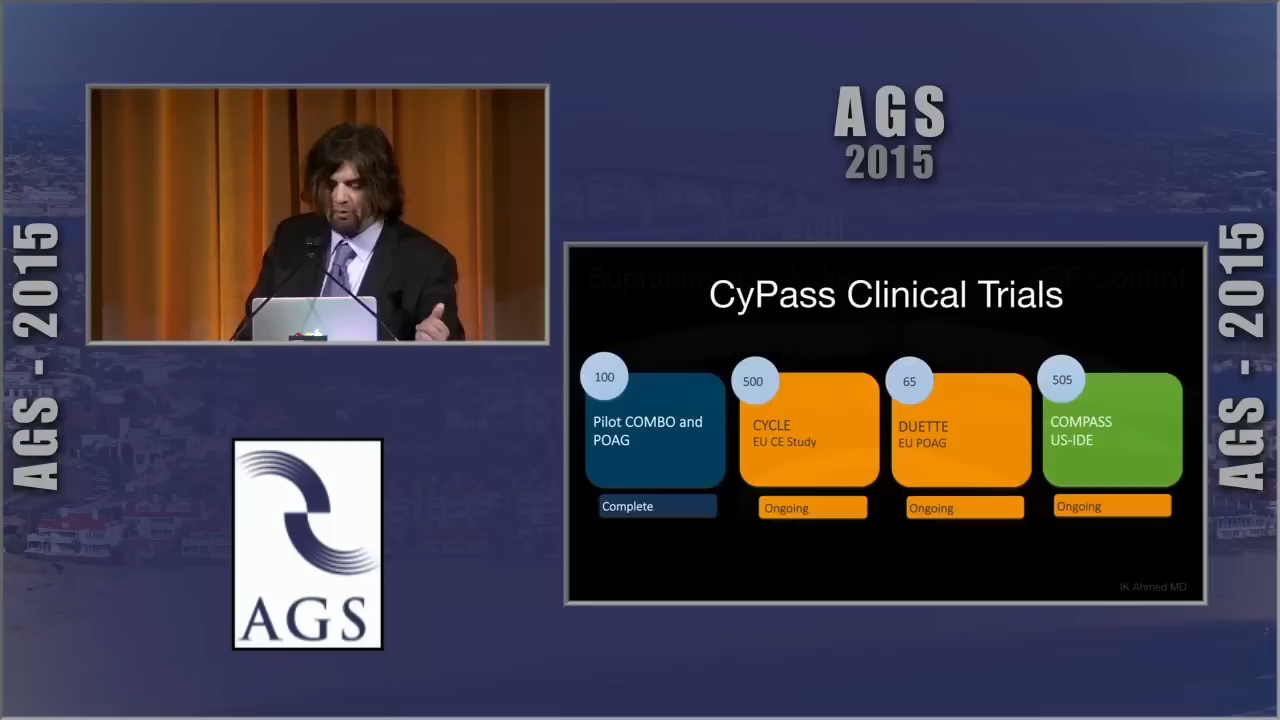 AGS
2015
AGS - 2015
AGS - 2015
CyPass Clinical Trials
100
Pilot COMBO and
POAG
Complete
500
CYCLE
EU CE Study
Ongoing
65
DUETTE
EU POAG
Ongoing
505
COMPASS
US-IDE
Ongoing
IK Ahmed MD
AGS